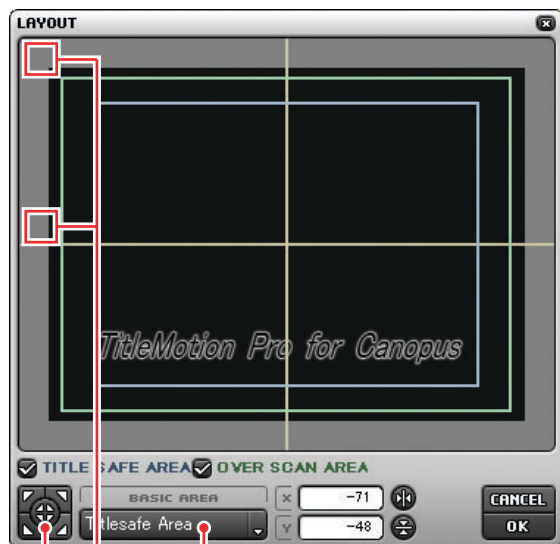 LAYOUT
TitleMotion Pro for Canopus
TITLE SAFE AREA OVER SCAN AREA
BASIC AREA X -71 CANCEL
Titlesafe Area Y -48 OK